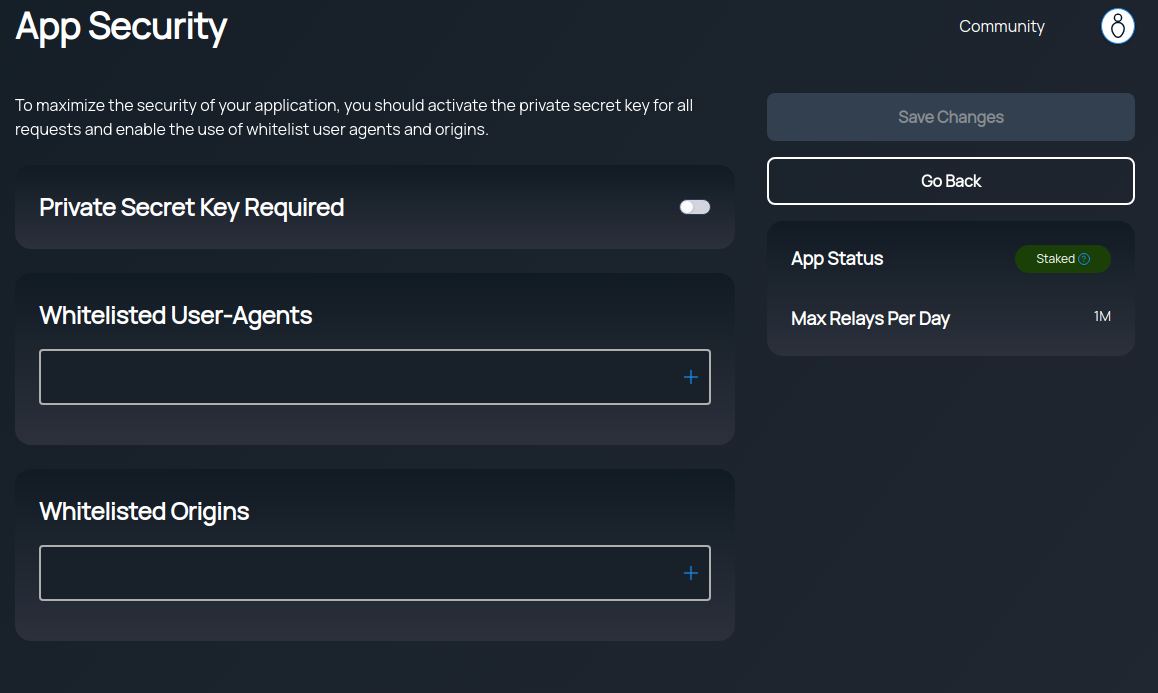 App Security
Community
To maximize the security of your application, you should activate the private secret key for all
requests and enable the use of whitelist user agents and origins.
Save Changes
Go Back
Private Secret Key Required
App Status
Staked ?
Max Relays Per Day
1M
Whitelisted User-Agents
+
Whitelisted Origins
+